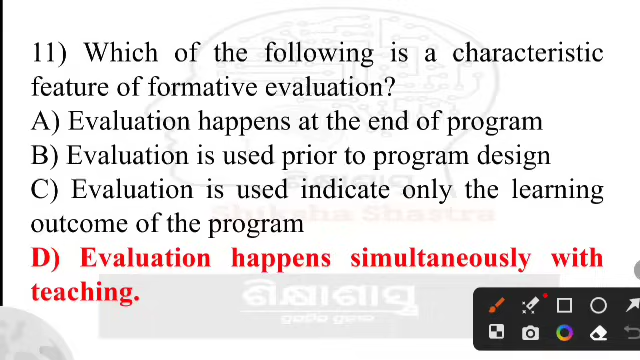 11) Which of the following is a characteristic
feature of formative evaluation?
A) Evaluation happens at the end of program
B) Evaluation is used prior to program design
C) Evaluation is used indicate only the learning
outcome of the program
D) Evaluation happens simultaneously with
teaching.
ଶିକ୍ଷାଶାସ୍ତ୍ର
Shiksha Shastra
ଶିକ୍ଷାଶାସ୍ତ୍ର